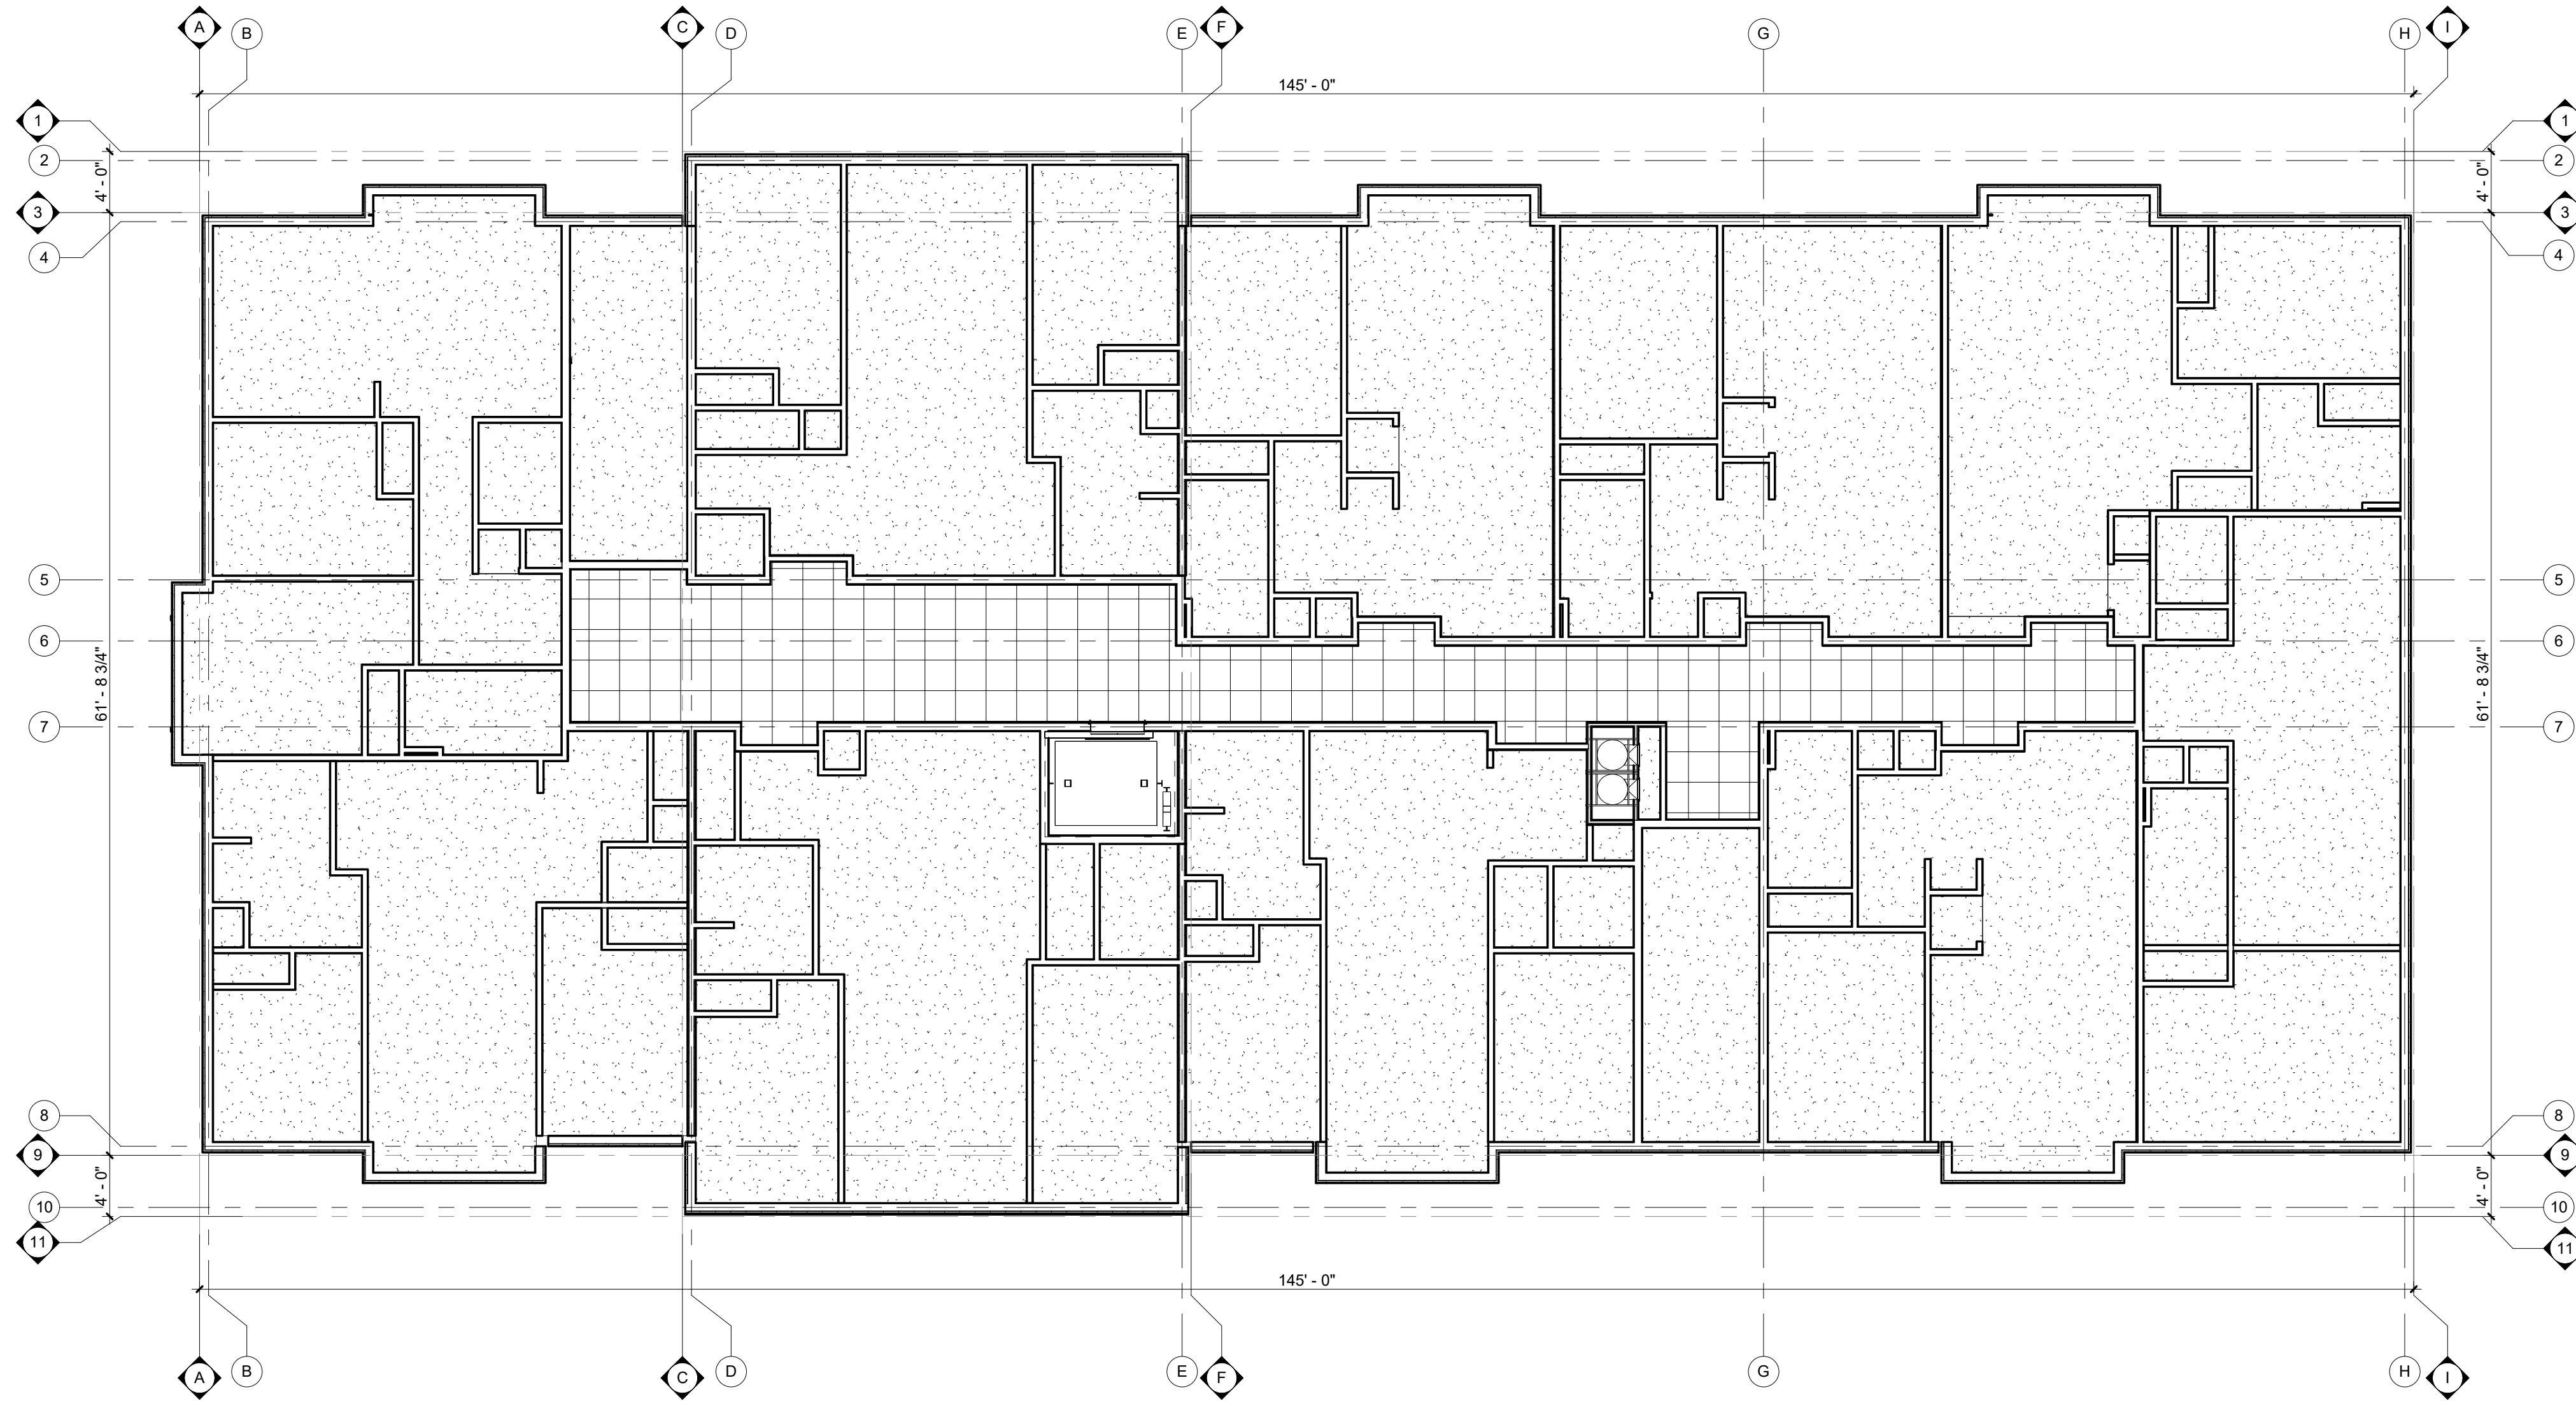 A B C D E F G H I
145' - 0"
1 1
2 2
4' - 0" 4' - 0"
3 3
4 4
5 5
6 6
61' - 8 3/4" 61' - 8 3/4"
7 7
8 8
9 9
4' - 0" 4' - 0"
10 10
11 11
145' - 0"
A B C D E F G H I